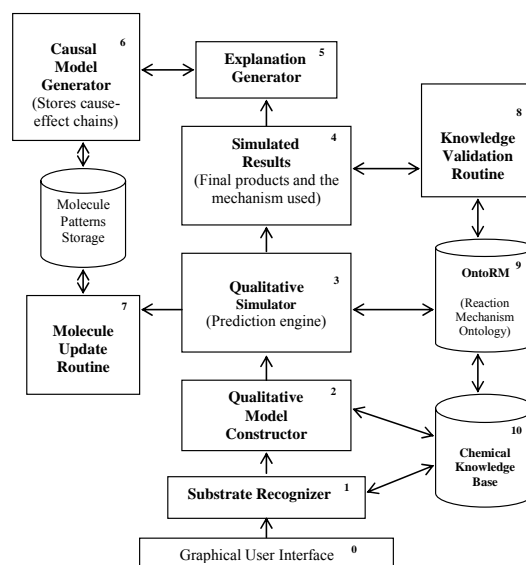 6
Causal
Model
Generator
(Stores cause-
effect chains)
5
Explanation
Generator
8
Knowledge
Validation
Routine
4
Simulated
Results
(Final products and the
mechanism used)
Molecule
Patterns
Storage
3
Qualitative
Simulator
(Prediction engine)
9
OntoRM
(Reaction
Mechanism
Ontology)
7
Molecule
Update
Routine
2
Qualitative
Model
Constructor
10
Chemical
Knowledge
Base
1
Substrate Recognizer
0
Graphical User Interface